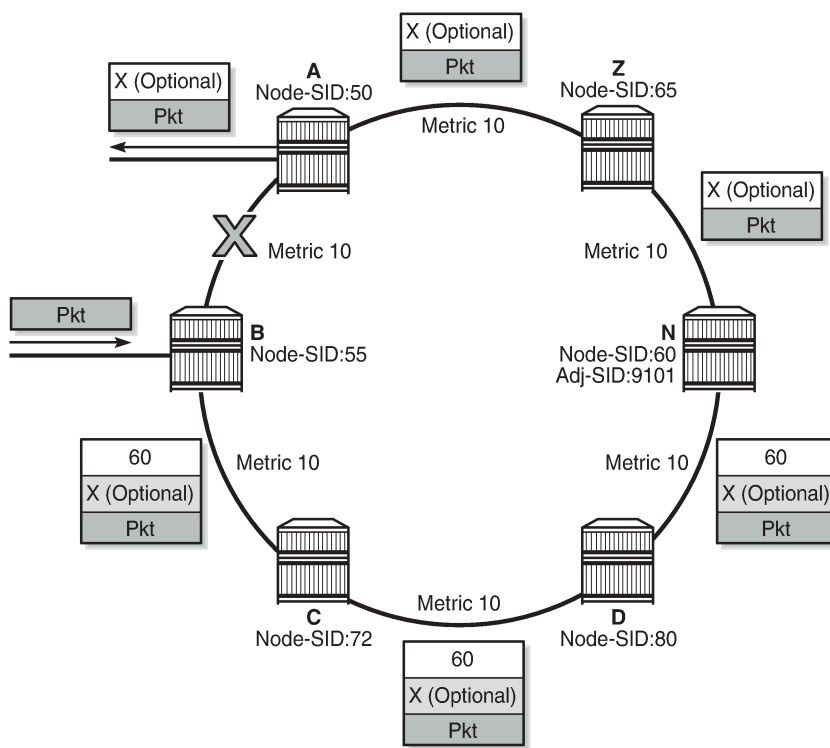 X (Optional)
Pkt
A
Node-SID:50
X (Optional)
Pkt
Z
Node-SID:65
Metric 10
X (Optional)
Pkt
X
Metric 10
Metric 10
Pkt
B
Node-SID:55
N
Node-SID:60
Adj-SID:9101
60
X (Optional)
Pkt
Metric 10
Metric 10
60
X (Optional)
Pkt
C
Node-SID:72
Metric 10
D
Node-SID:80
60
X (Optional)
Pkt